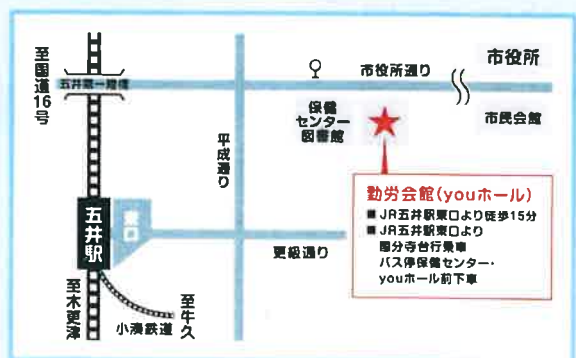 至国道16号
五井第一陸橋
市役所通り
市役所
保健
センター
図書館
市民会館
平成通り
勤労会館(youホール)
■JR五井駅東口より徒歩15分
■JR五井駅東口より
国分寺台行乗車
バス停保健センター・
youホール前下車
五井駅
東口
更級通り
至木更津
小湊鉄道
至牛久